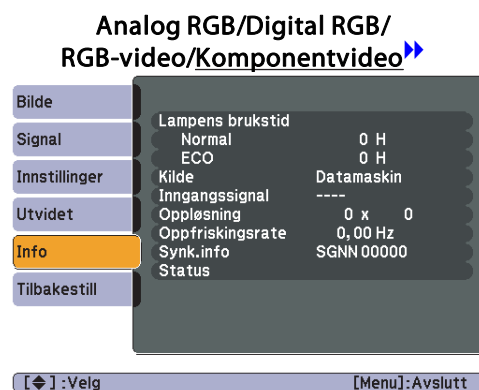 Analog RGB/Digital RGB/
RGB-video/Komponentvideo
Bilde
Signal
Innstillinger
Utvidet
Info
Tilbakestill
Lampens brukstid
Normal 0 H
ECO 0 H
Kilde Datamaskin
Inngangssignal ----
Oppløsning 0 x 0
Oppfriskingsrate 0,00 Hz
Synk.info SGNN 00000
Status
[◆] :Velg [Menu]:Avslutt